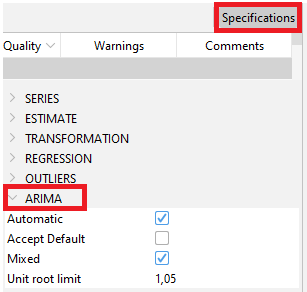 Specifications
Quality Warnings Comments
SERIES
ESTIMATE
TRANSFORMATION
REGRESSION
OUTLIERS
ARIMA
Automatic
Accept Default
Mixed
Unit root limit 1,05